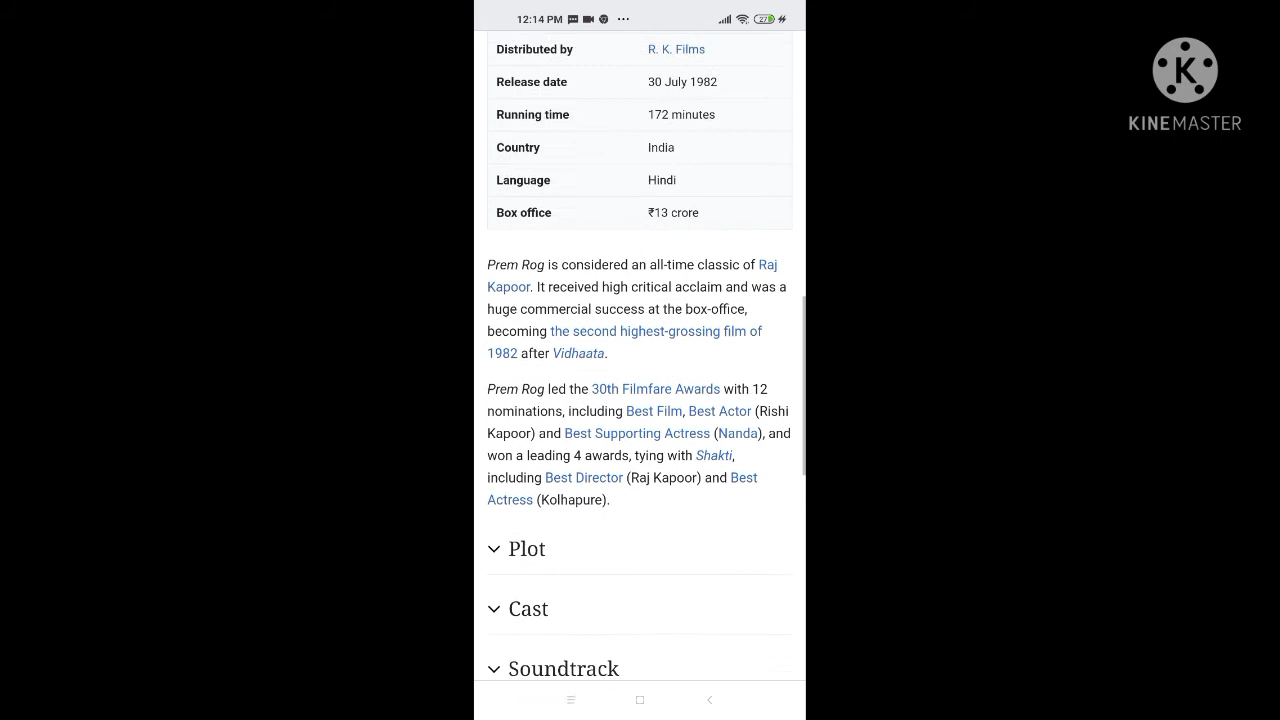 12:14 PM
27
K
KINEMASTER
Distributed by R. K. Films
Release date 30 July 1982
Running time 172 minutes
Country India
Language Hindi
Box office ₹13 crore
Prem Rog is considered an all-time classic of Raj
Kapoor. It received high critical acclaim and was a
huge commercial success at the box-office,
becoming the second highest-grossing film of
1982 after Vidhaata.
Prem Rog led the 30th Filmfare Awards with 12
nominations, including Best Film, Best Actor (Rishi
Kapoor) and Best Supporting Actress (Nanda), and
won a leading 4 awards, tying with Shakti,
including Best Director (Raj Kapoor) and Best
Actress (Kolhapure).
Plot
Cast
Soundtrack